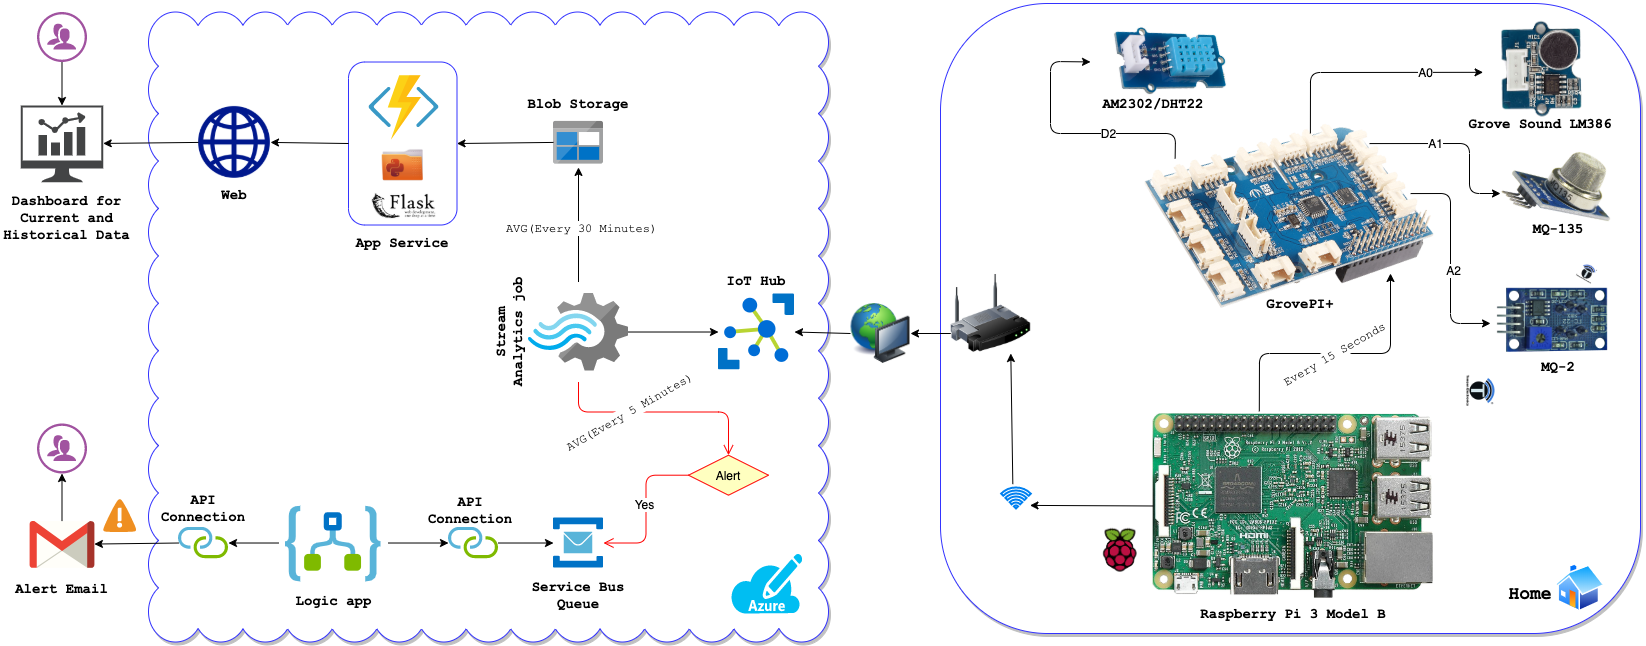 Dashboard for
Current and
Historical Data
Web
Flask
App Service
Blob Storage
AVG(Every 30 Minutes)
Stream
Analytics job
IoT Hub
AVG(Every 5 Minutes)
Alert
Yes
Alert Email
API
Connection
Logic app
API
Connection
Service Bus
Queue
Azure
AM2302/DHT22
D2
A0
Grove Sound LM386
A1
MQ-135
A2
MQ-2
GrovePI+
Every 15 Seconds
HDMI
Raspberry Pi 3 Model B
Home